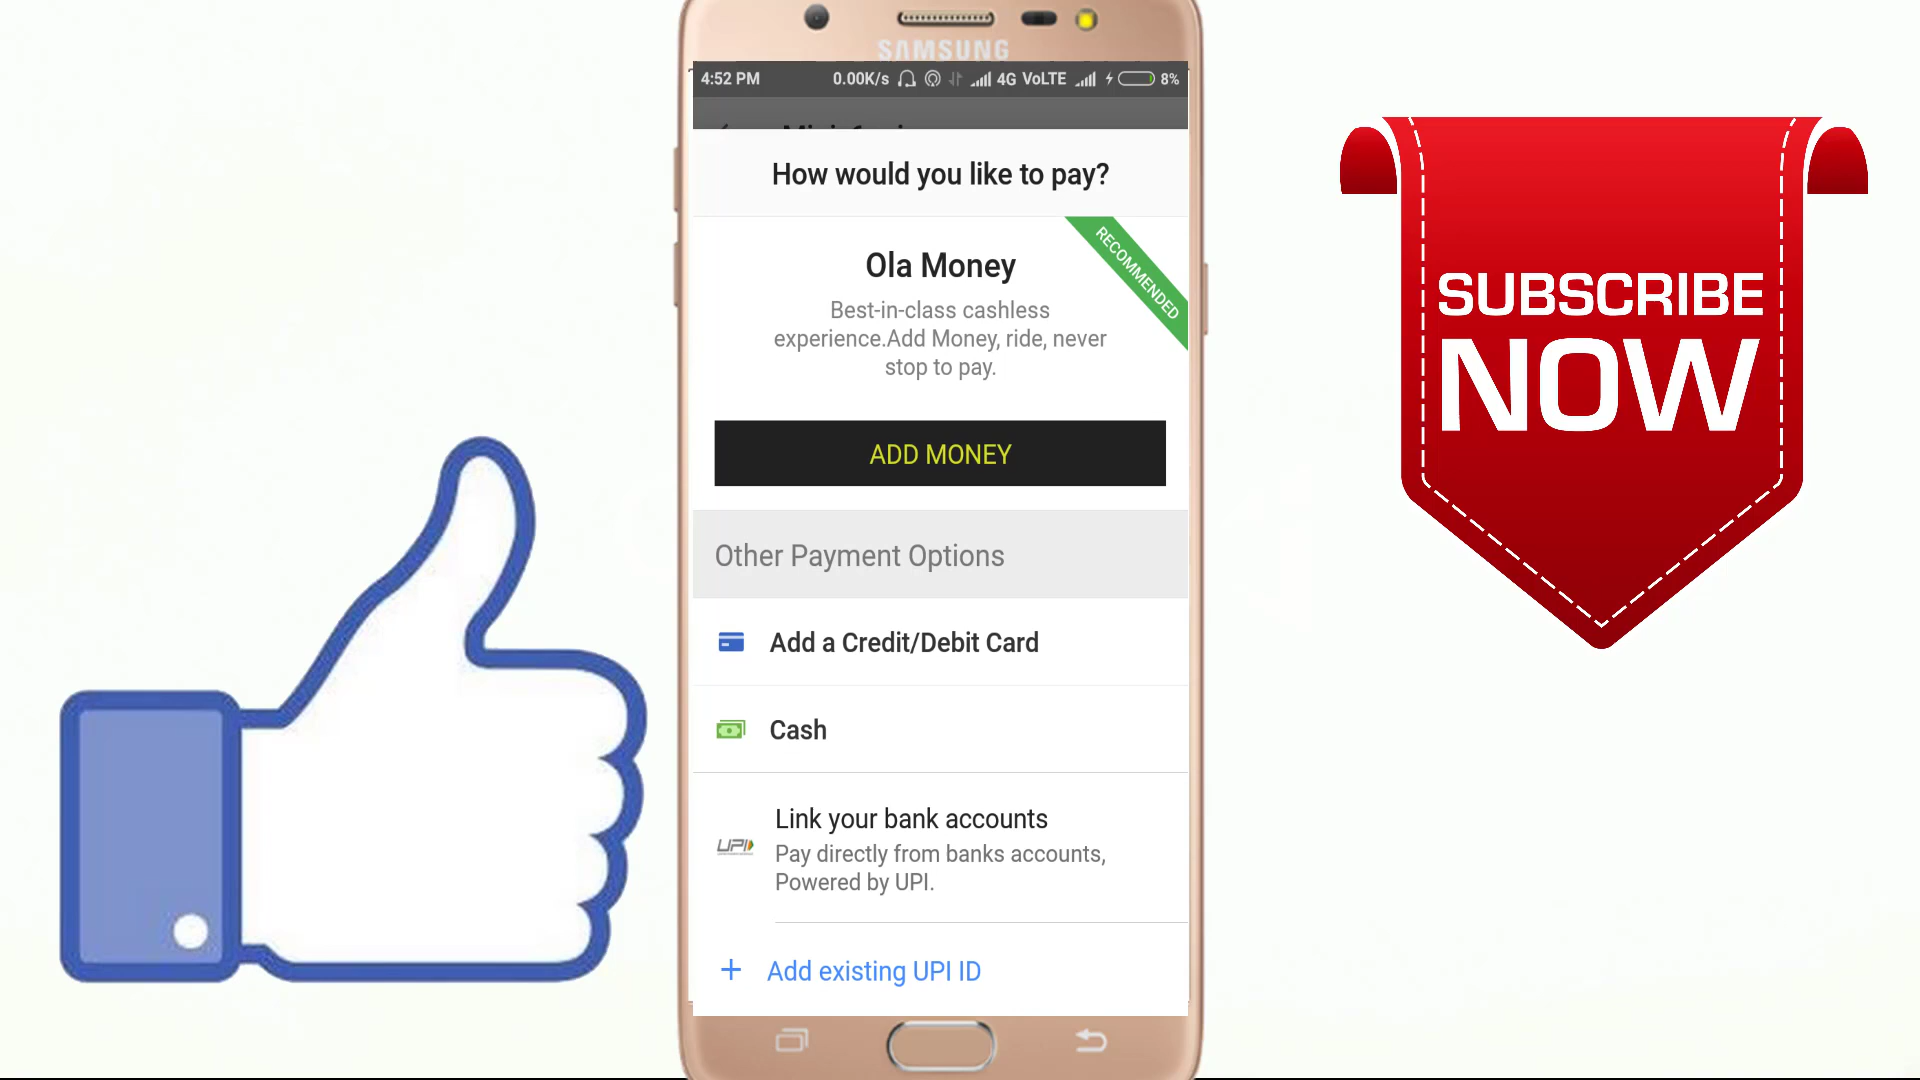 SAMSUNG
4:52 PM 0.00K/s 4G VoLTE 8%
How would you like to pay?
RECOMMENDED
Ola Money
Best-in-class cashless
experience.Add Money, ride, never
stop to pay.
ADD MONEY
Other Payment Options
Add a Credit/Debit Card
Cash
Link your bank accounts
UPI
Pay directly from banks accounts,
Powered by UPI.
+ Add existing UPI ID
SUBSCRIBE
NOW